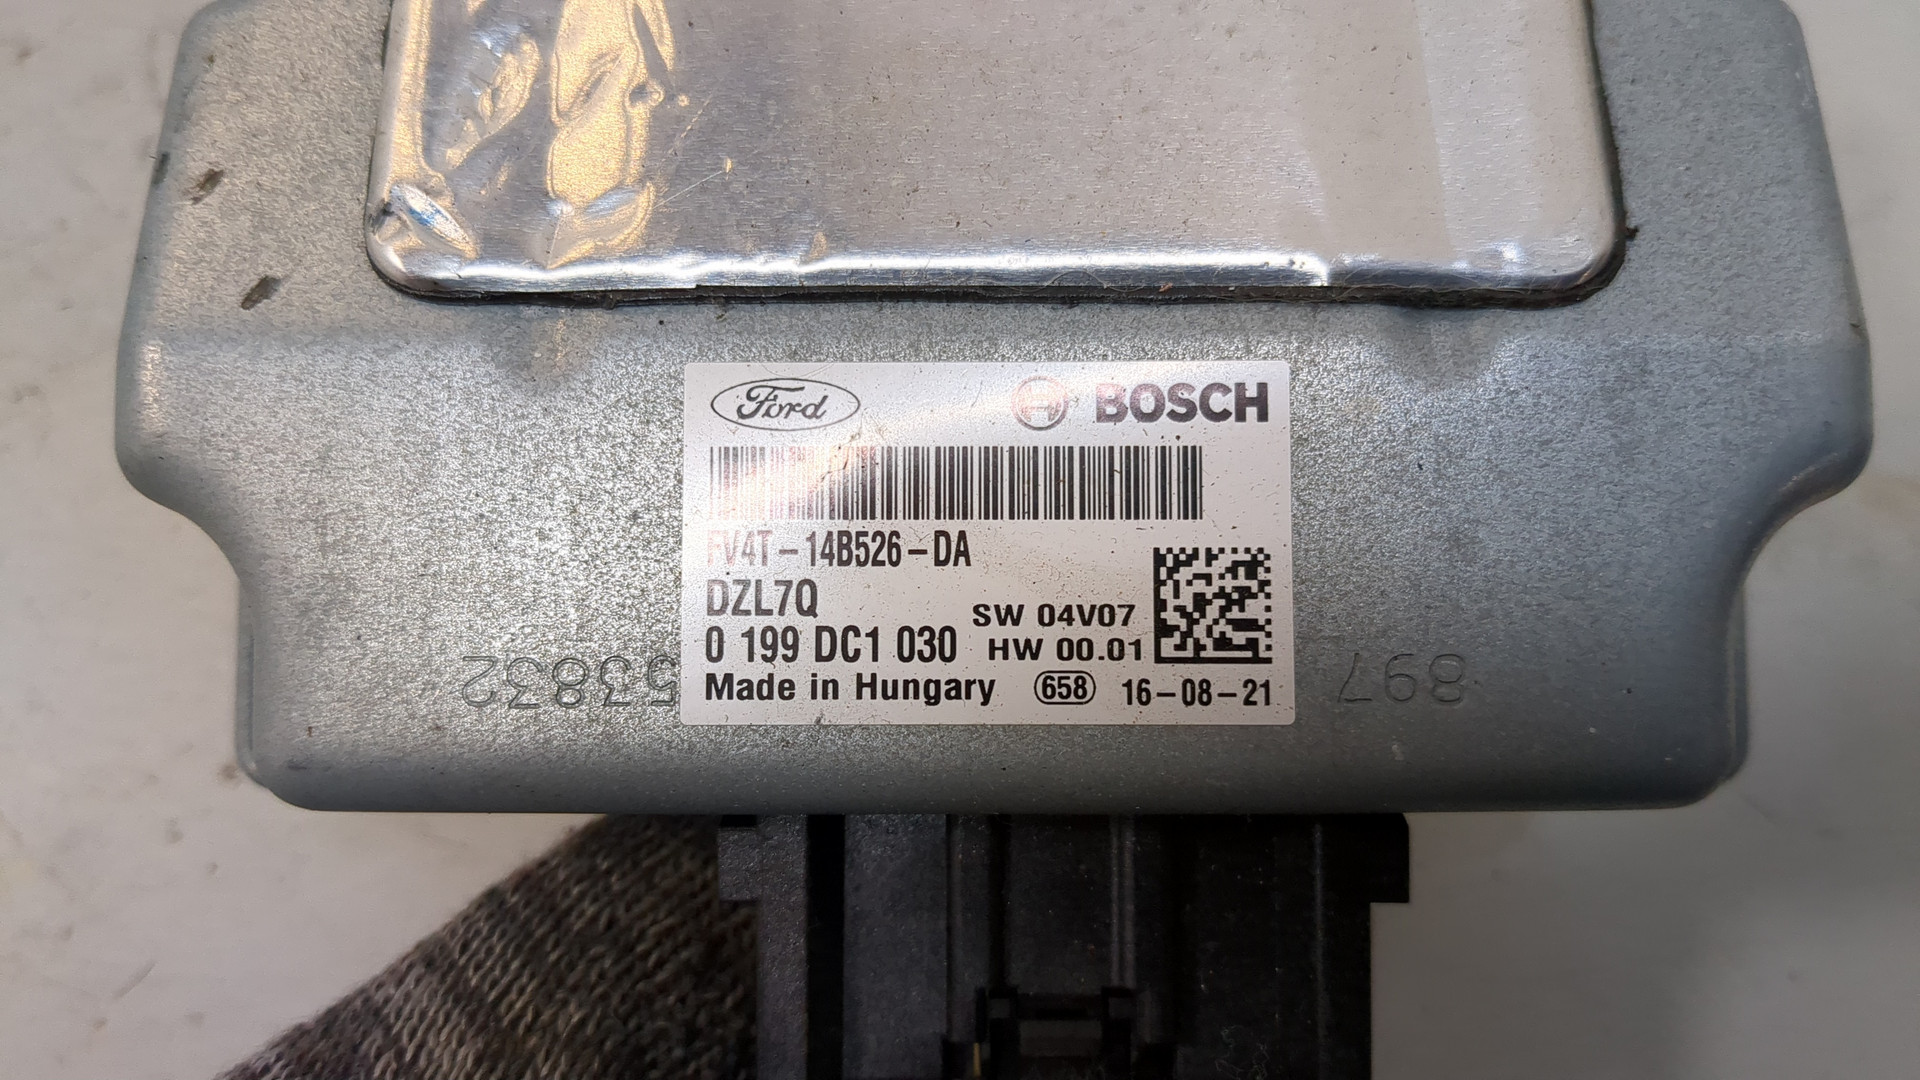 Ford BOSCH
FV4T-14B526-DA
DZL7Q
SW 04V07
0 199 DC1 030 HW 00.01
Made in Hungary 658 16-08-21
53832
897